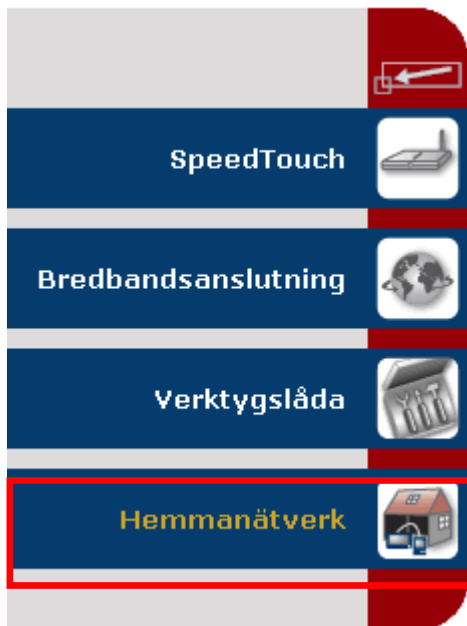 SpeedTouch
Bredbandsanslutning
Verktygslåda
Hemmanätverk